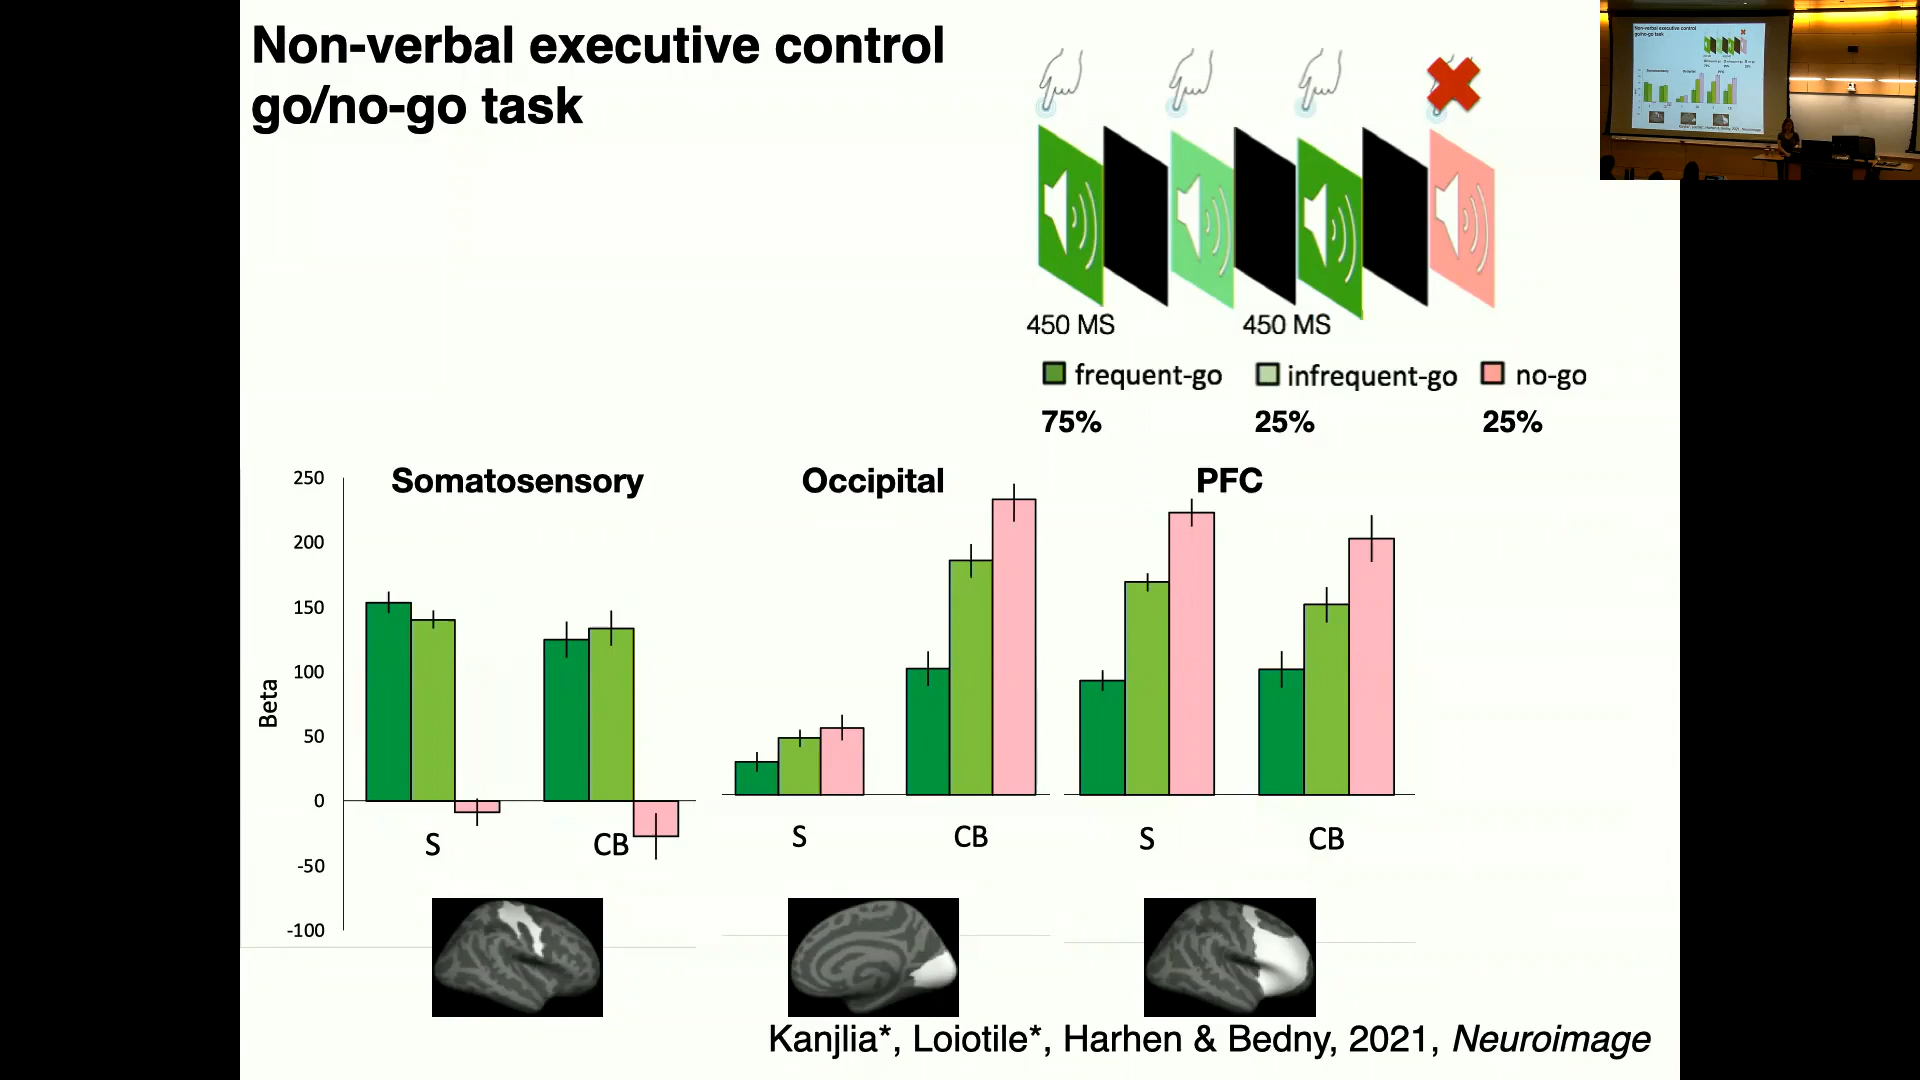 Non-verbal executive control
go/no-go task
450 MS 450 MS
frequent-go infrequent-go no-go
75% 25% 25%
Somatosensory Occipital PFC
Beta
250
200
150
100
50
0
-50
-100
S CB S CB S CB
Kanjlia*, Loiotile*, Harhen & Bedny, 2021, Neuroimage